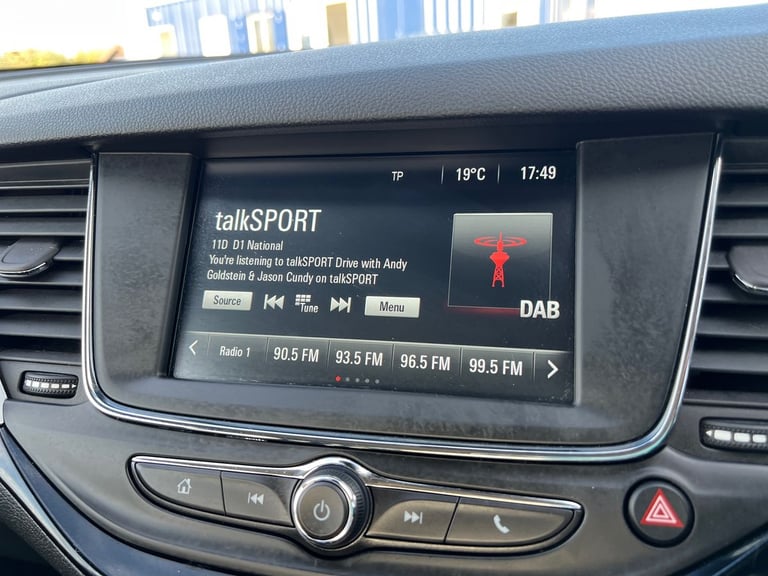 TP 19°C 17:49
talkSPORT
11D D1 National
You're listening to talkSPORT Drive with Andy
Goldstein & Jason Cundy on talkSPORT
Source Tune Menu
DAB
Radio 1 90.5 FM 93.5 FM 96.5 FM 99.5 FM